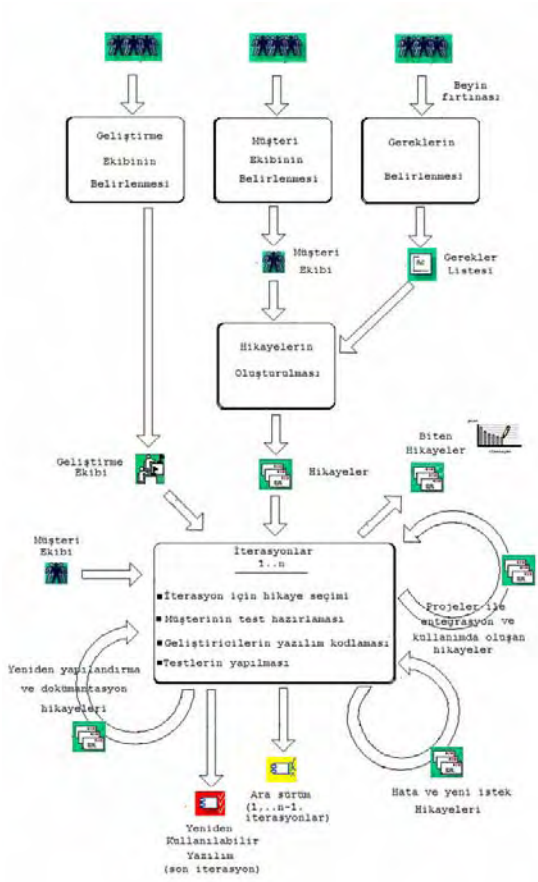 Beyin
fırtınası
Geliştirme
Ekibinin
Belirlenmesi
Müşteri
Ekibinin
Belirlenmesi
Gereklerin
Belirlenmesi
Müşteri
Ekibi
Gerekler
Listesi
Hikayelerin
Oluşturulması
Geliştirme
Ekibi
Hikayeler
Biten
Hikayeler
Müşteri
Ekibi
İterasyonlar
1..n
▪İterasyon için hikaye seçimi
▪Müşterinin test hazırlaması
▪Geliştiricilerin yazılım kodlaması
▪Testlerin yapılması
Projeler ile
entegrasyon ve
kullanımda oluşan
hikayeler
Yeniden yapılandırma
ve dokümantasyon
hikayeleri
Ara sürüm
(1,..n-1.
iterasyonlar)
Hata ve yeni istek
Hikayeleri
Yeniden
Kullanılabilir
Yazılım
(son iterasyon)